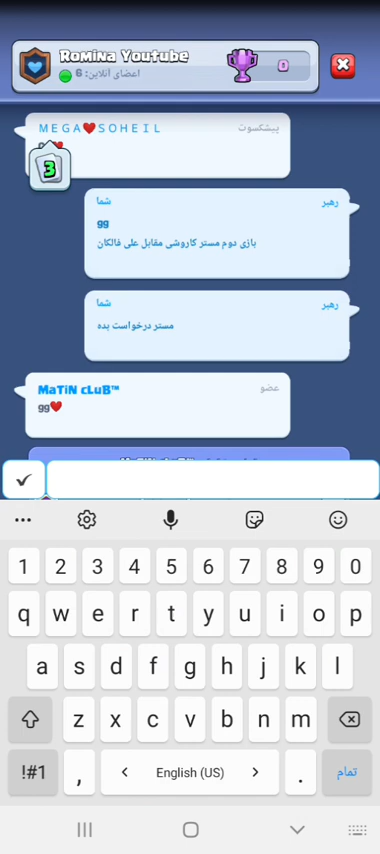 Romina Youtube
اعضای آنلاین: 6
0
MEGA❤️SOHEIL
پیشکسوت
3
شما
رهبر
gg
بازی دوم مستر کاروشی مقابل علی فالکان
شما
رهبر
مستر درخواست بده
MaTiN cLuB™
عضو
gg❤️
1 2 3 4 5 6 7 8 9 0
q w e r t y u i o p
a s d f g h j k l
z x c v b n m
!#1 , < English (US) > . تمام